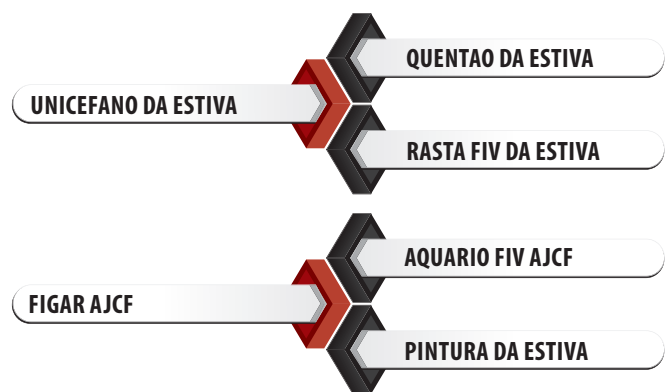 QUENTAO DA ESTIVA
UNICEFANO DA ESTIVA
RASTA FIV DA ESTIVA
AQUARIO FIV AJCF
FIGAR AJCF
PINTURA DA ESTIVA